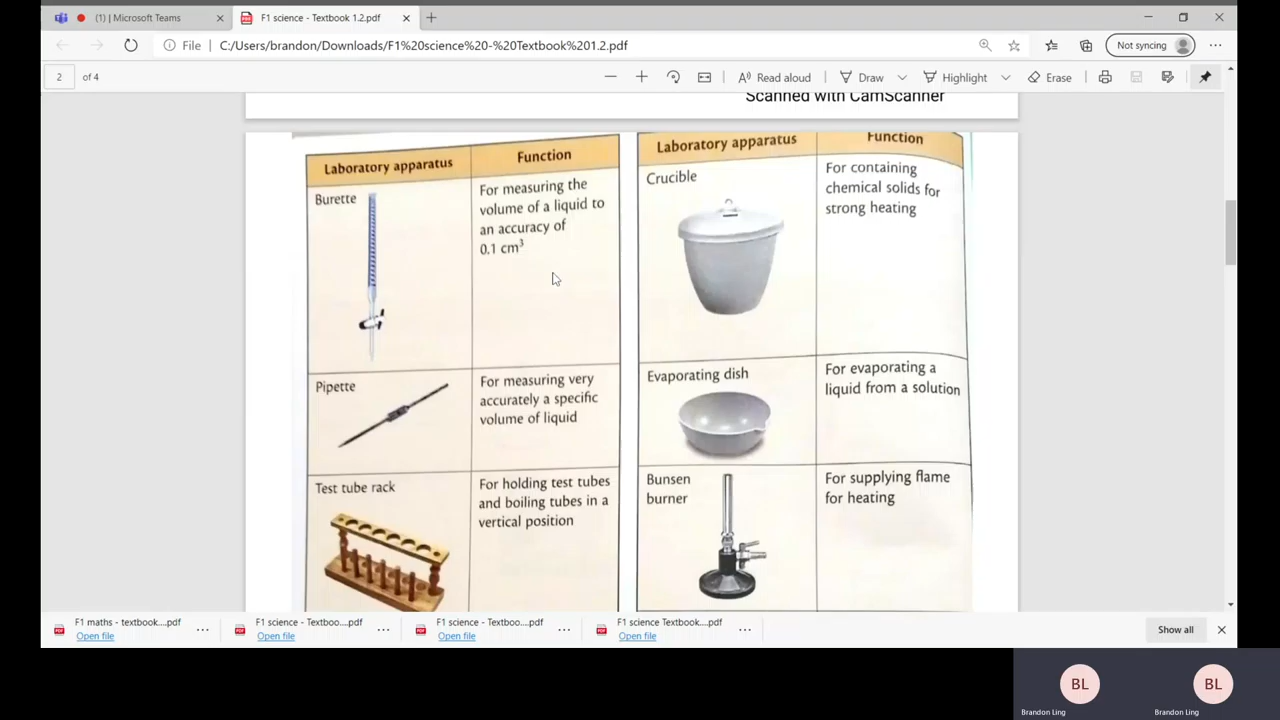 (1) | Microsoft Teams
F1 science - Textbook 1.2.pdf
File
C:/Users/brandon/Downloads/F1%20science%20-%20Textbook%201.2.pdf
Not syncing
2 of 4
Read aloud
Draw
Highlight
Erase
Scanned with CamScanner
Laboratory apparatus
Function
Burette
For measuring the
volume of a liquid to
an accuracy of
0.1 cm³
Pipette
For measuring very
accurately a specific
volume of liquid
Test tube rack
For holding test tubes
and boiling tubes in a
vertical position
Laboratory apparatus
Function
Crucible
For containing
chemical solids for
strong heating
Evaporating dish
For evaporating a
liquid from a solution
Bunsen
burner
For supplying flame
for heating
F1 maths - textbook....pdf
Open file
F1 science - Textboo....pdf
Open file
F1 science - Textboo....pdf
Open file
F1 science Textbook....pdf
Open file
Show all
BL
BL
Brandon Ling
Brandon Ling